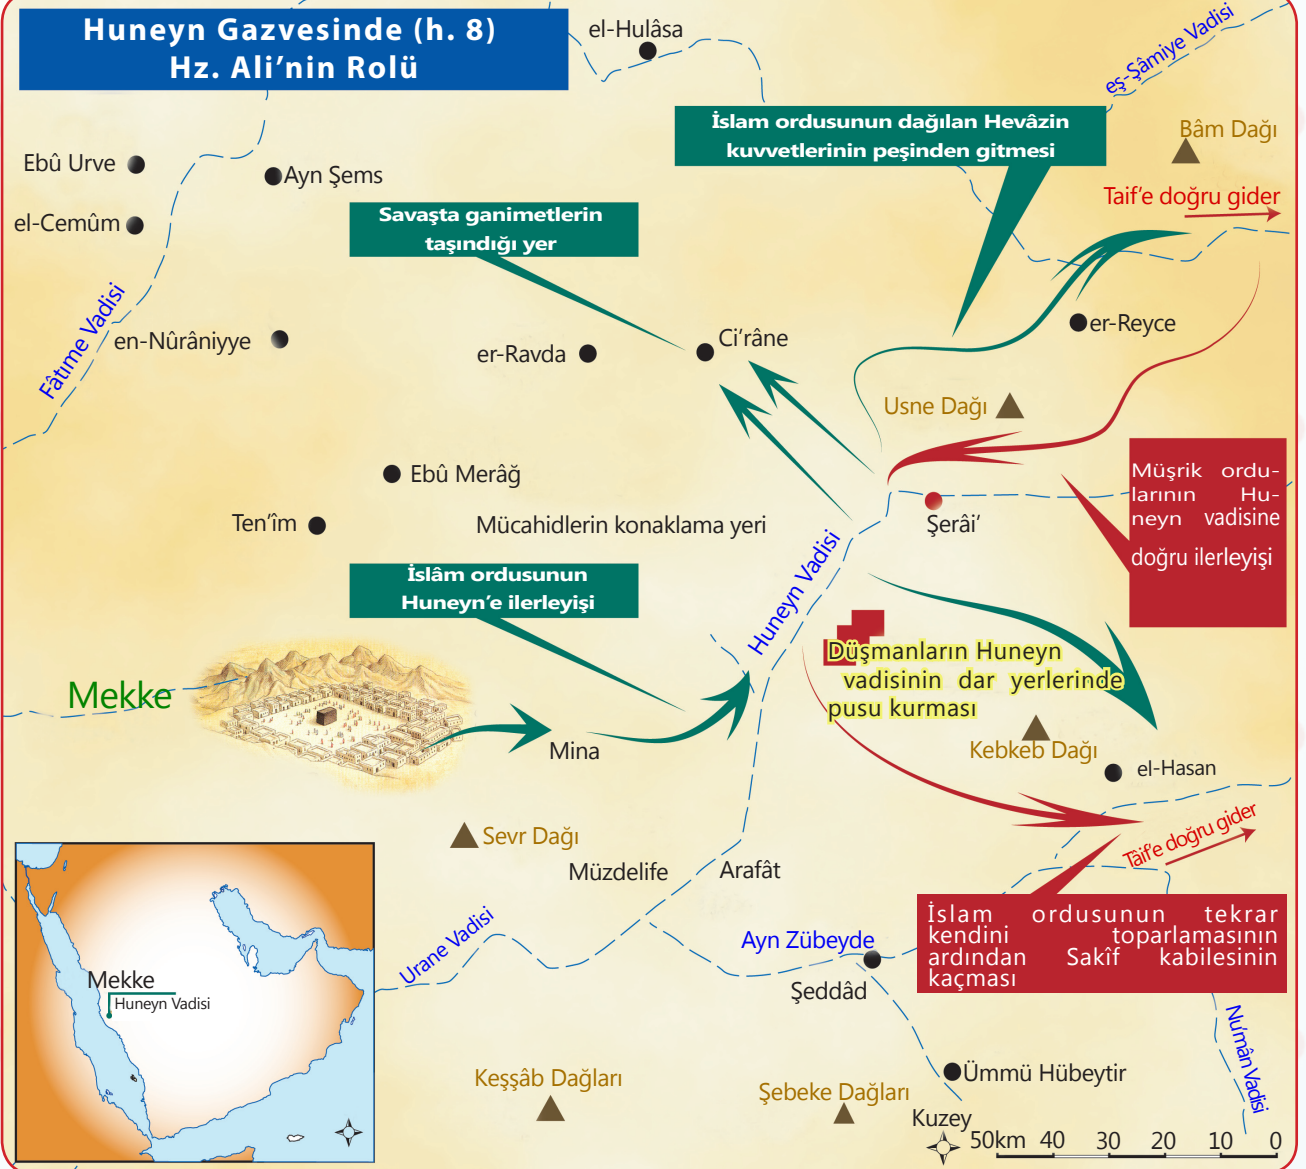 Huneyn Gazvesinde (h. 8)
Hz. Ali'nin Rolü
el-Hulâsa
eş-Şâmiye Vadisi
İslam ordusunun dağılan Hevâzin
kuvvetlerinin peşinden gitmesi
Bâm Dağı
Ebû Urve
Ayn Şems
Taif'e doğru gider
el-Cemûm
Savaşta ganimetlerin
taşındığı yer
Fâtıme Vadisi
en-Nûrâniyye
er-Ravda
Ci'râne
er-Reyce
Usne Dağı
Müşrik ordu-
larının Hu-
neyn vadisine
doğru ilerleyişi
Ebû Merâğ
Ten'îm
Mücahidlerin konaklama yeri
Şerâi'
Huneyn Vadisi
İslâm ordusunun
Huneyn'e ilerleyişi
Düşmanların Huneyn
vadisinin dar yerlerinde
pusu kurması
Mekke
Mina
Kebkeb Dağı
el-Hasan
Sevr Dağı
Tâif'e doğru gider
Müzdelife
Arafât
İslam ordusunun tekrar
kendini toparlamasının
ardından Sakîf kabilesinin
kaçması
Urane Vadisi
Ayn Zübeyde
Şeddâd
Mekke
Huneyn Vadisi
Nu'mân Vadisi
Keşşâb Dağları
Şebeke Dağları
Ümmü Hübeytir
Kuzey
50km 40 30 20 10 0